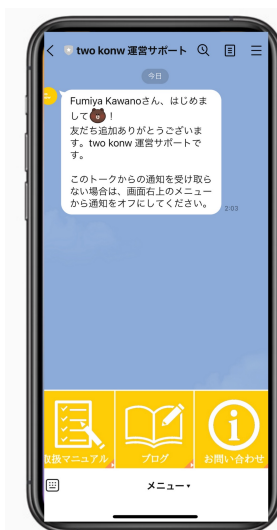 two konw 運営サポート
今日
Fumiya Kawanoさん、はじめま
して！
友だち追加ありがとうございま
す。two konw 運営サポートで
す。
このトークからの通知を受け取ら
ない場合は、画面右上のメニュー
から通知をオフにしてください。
2:03
取扱マニュアル
ブログ
お問い合わせ
メニュー▾